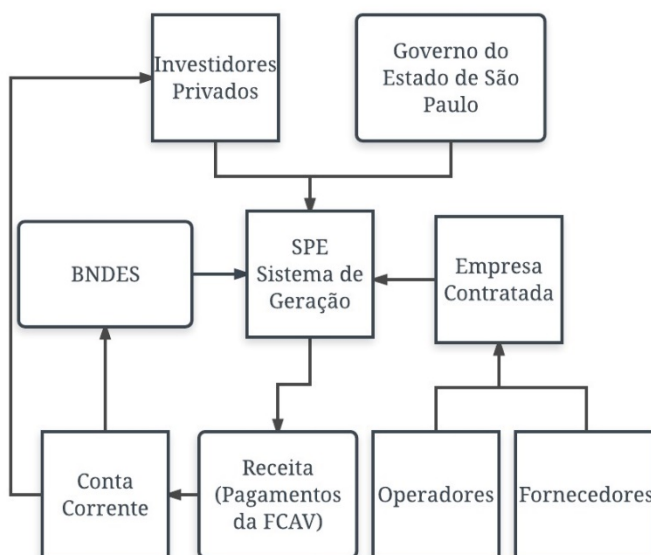 Investidores
Privados
Governo do
Estado de São
Paulo
BNDES
SPE
Sistema de
Geração
Empresa
Contratada
Conta
Corrente
Receita
(Pagamentos
da FCAV)
Operadores
Fornecedores